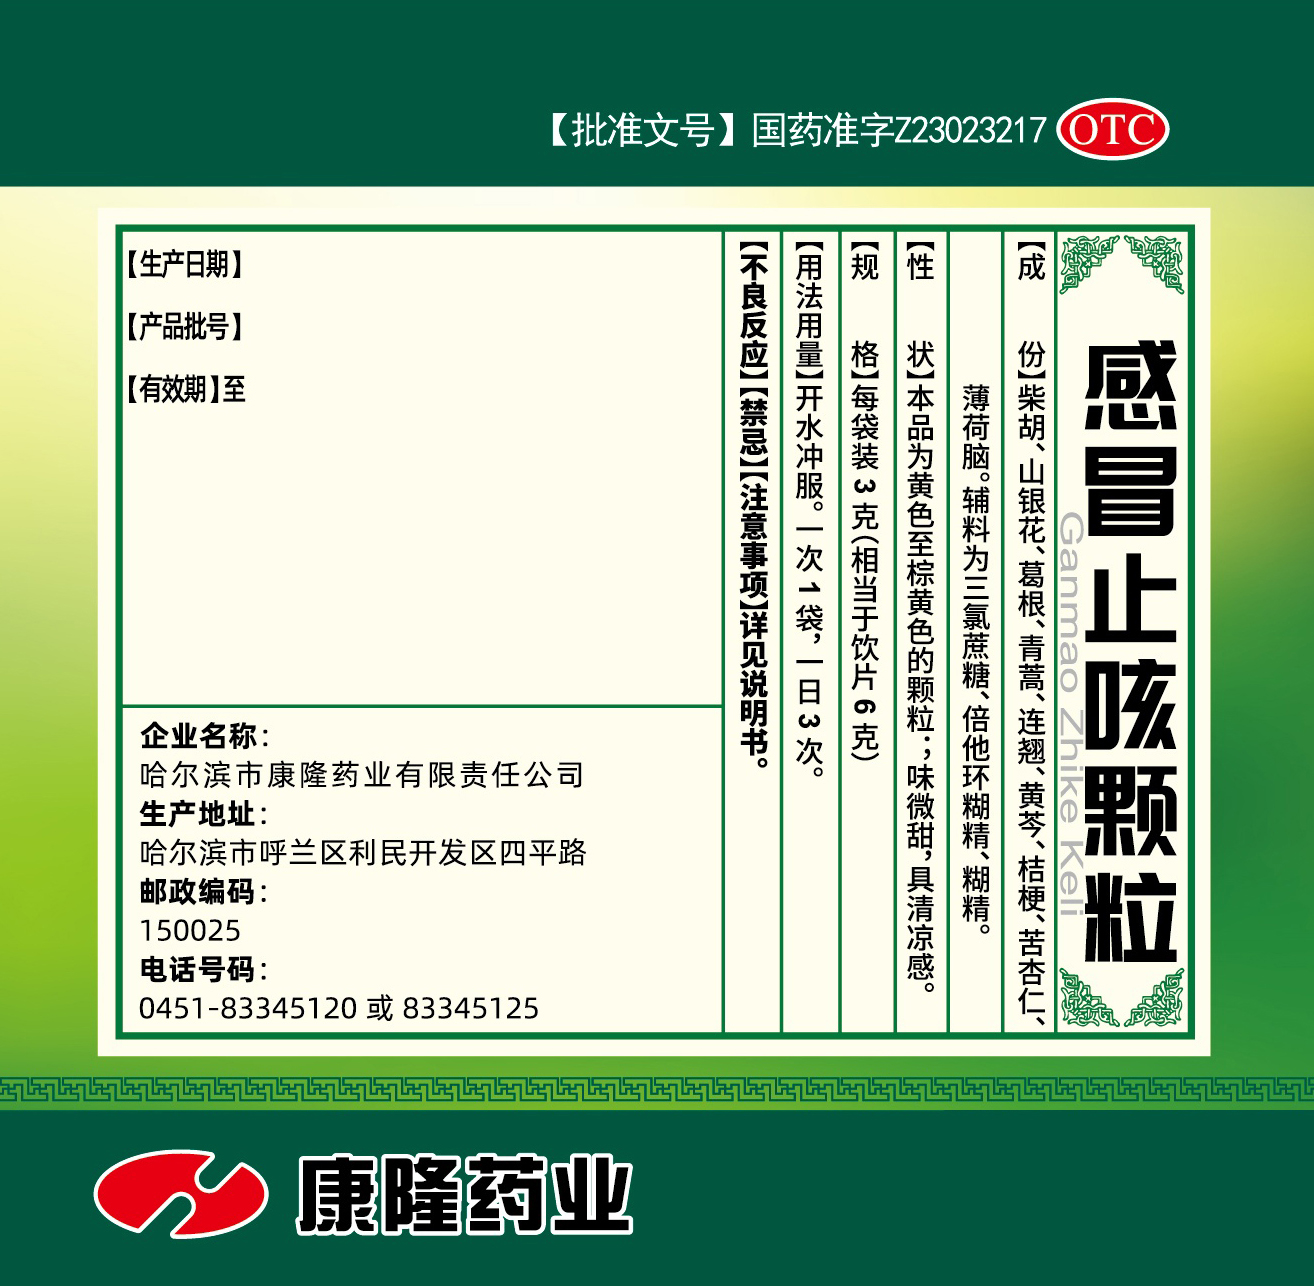 【批准文号】国药准字Z23023217 OTC
感冒止咳颗粒
Ganmao Zhike Keli
【成份】柴胡、山银花、葛根、青蒿、连翘、黄芩、桔梗、苦杏仁、
薄荷脑。辅料为三氯蔗糖、倍他环糊精、糊精。
【性状】本品为黄色至棕黄色的颗粒；味微甜，具清凉感。
【规格】每袋装3克（相当于饮片6克）
【用法用量】开水冲服。一次1袋，一日3次。
【不良反应】【禁忌】【注意事项】详见说明书。
【生产日期】
【产品批号】
【有效期】至
企业名称：
哈尔滨市康隆药业有限责任公司
生产地址：
哈尔滨市呼兰区利民开发区四平路
邮政编码：
150025
电话号码：
0451-83345120 或 83345125
康隆药业